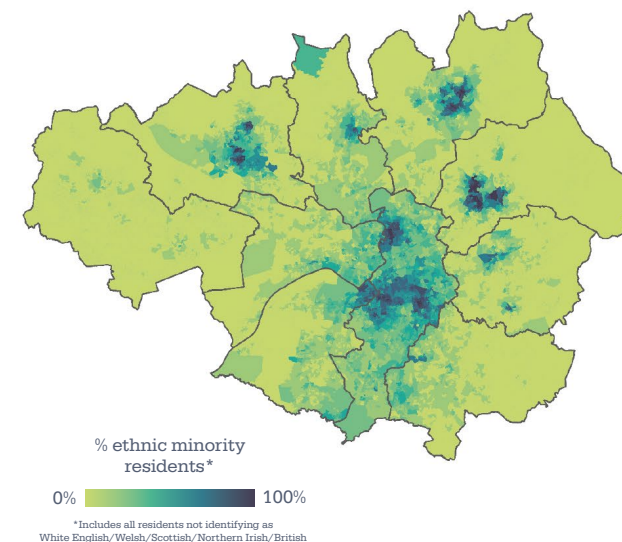 % ethnic minority
residents*
0% 100%
*Includes all residents not identifying as
White English/Welsh/Scottish/Northern Irish/British